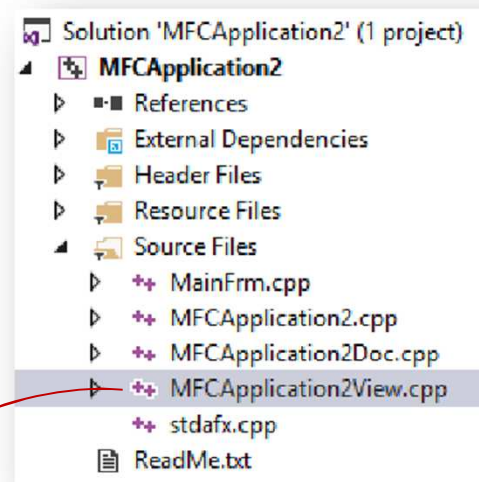 Solution 'MFCApplication2' (1 project)
MFCApplication2
References
External Dependencies
Header Files
Resource Files
Source Files
MainFrm.cpp
MFCApplication2.cpp
MFCApplication2Doc.cpp
MFCApplication2View.cpp
stdafx.cpp
ReadMe.txt